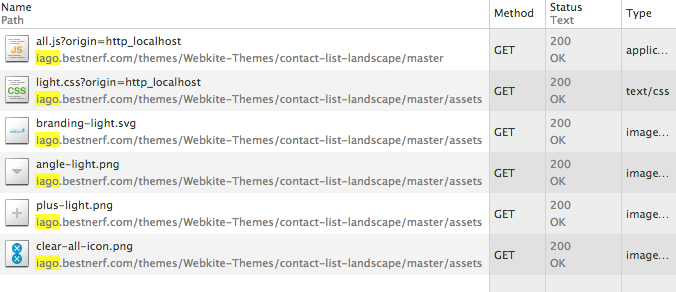 Name Method Status Type
Path Text
all.js?origin=http_localhost GET 200 applic...
iago.bestnerf.com/themes/Webkite-Themes/contact-list-landscape/master OK
JS
light.css?origin=http_localhost GET 200 text/css
iago.bestnerf.com/themes/Webkite-Themes/contact-list-landscape/master/assets OK
CSS
branding-light.svg GET 200 image...
iago.bestnerf.com/themes/Webkite-Themes/contact-list-landscape/master/assets OK
angle-light.png GET 200 image...
iago.bestnerf.com/themes/Webkite-Themes/contact-list-landscape/master/assets OK
plus-light.png GET 200 image...
iago.bestnerf.com/themes/Webkite-Themes/contact-list-landscape/master/assets OK
clear-all-icon.png GET 200 image...
iago.bestnerf.com/themes/Webkite-Themes/contact-list-landscape/master/assets OK